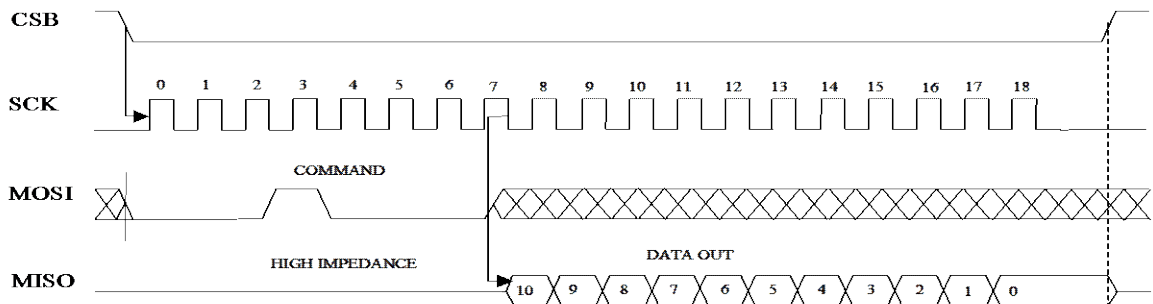 CSB
0 1 2 3 4 5 6 7 8 9 10 11 12 13 14 15 16 17 18
SCK
COMMAND
MOSI
HIGH IMPEDANCE DATA OUT
MISO
10 9 8 7 6 5 4 3 2 1 0